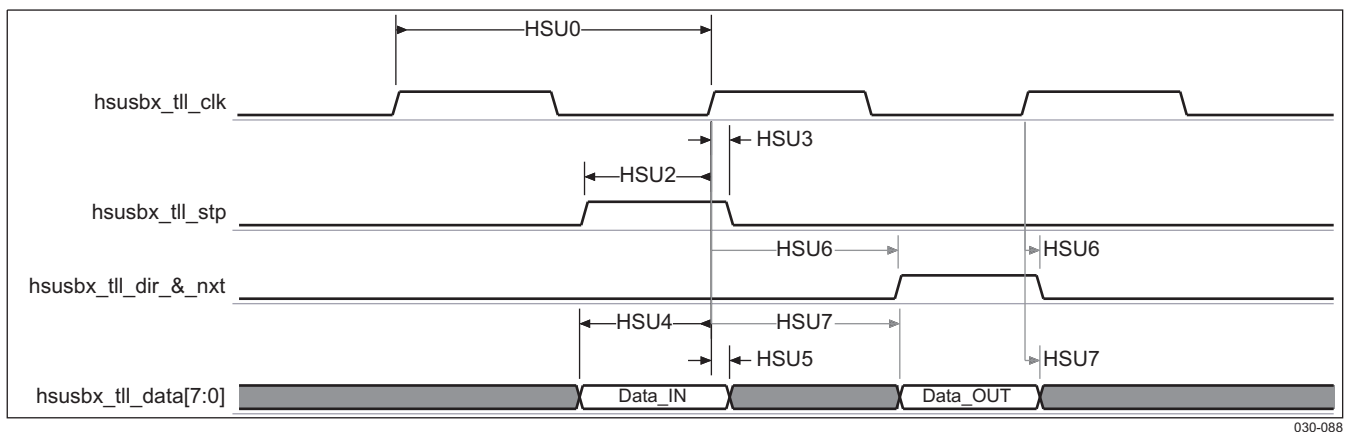 HSU0
hsusbx_tll_clk
HSU3
HSU2
hsusbx_tll_stp
HSU6 HSU6
hsusbx_tll_dir_&_nxt
HSU4 HSU7
HSU5 HSU7
hsusbx_tll_data[7:0] Data_IN Data_OUT
030-088